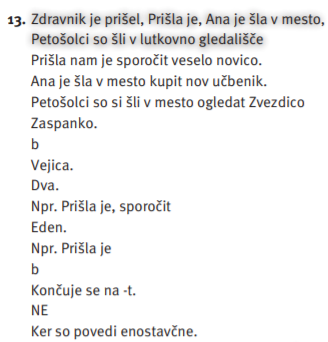 13. Zdravnik je prišel, Prišla je, Ana je šla v mesto,
Petošolci so šli v lutkovno gledališče
Prišla nam je sporočit veselo novico.
Ana je šla v mesto kupit nov učbenik.
Petošolci so si šli v mesto ogledat Zvezdico
Zaspanko.
b
Vejica.
Dva.
Npr. Prišla je, sporočit
Eden.
Npr. Prišla je
b
Končuje se na -t.
NE
Ker so povedi enostavčne.